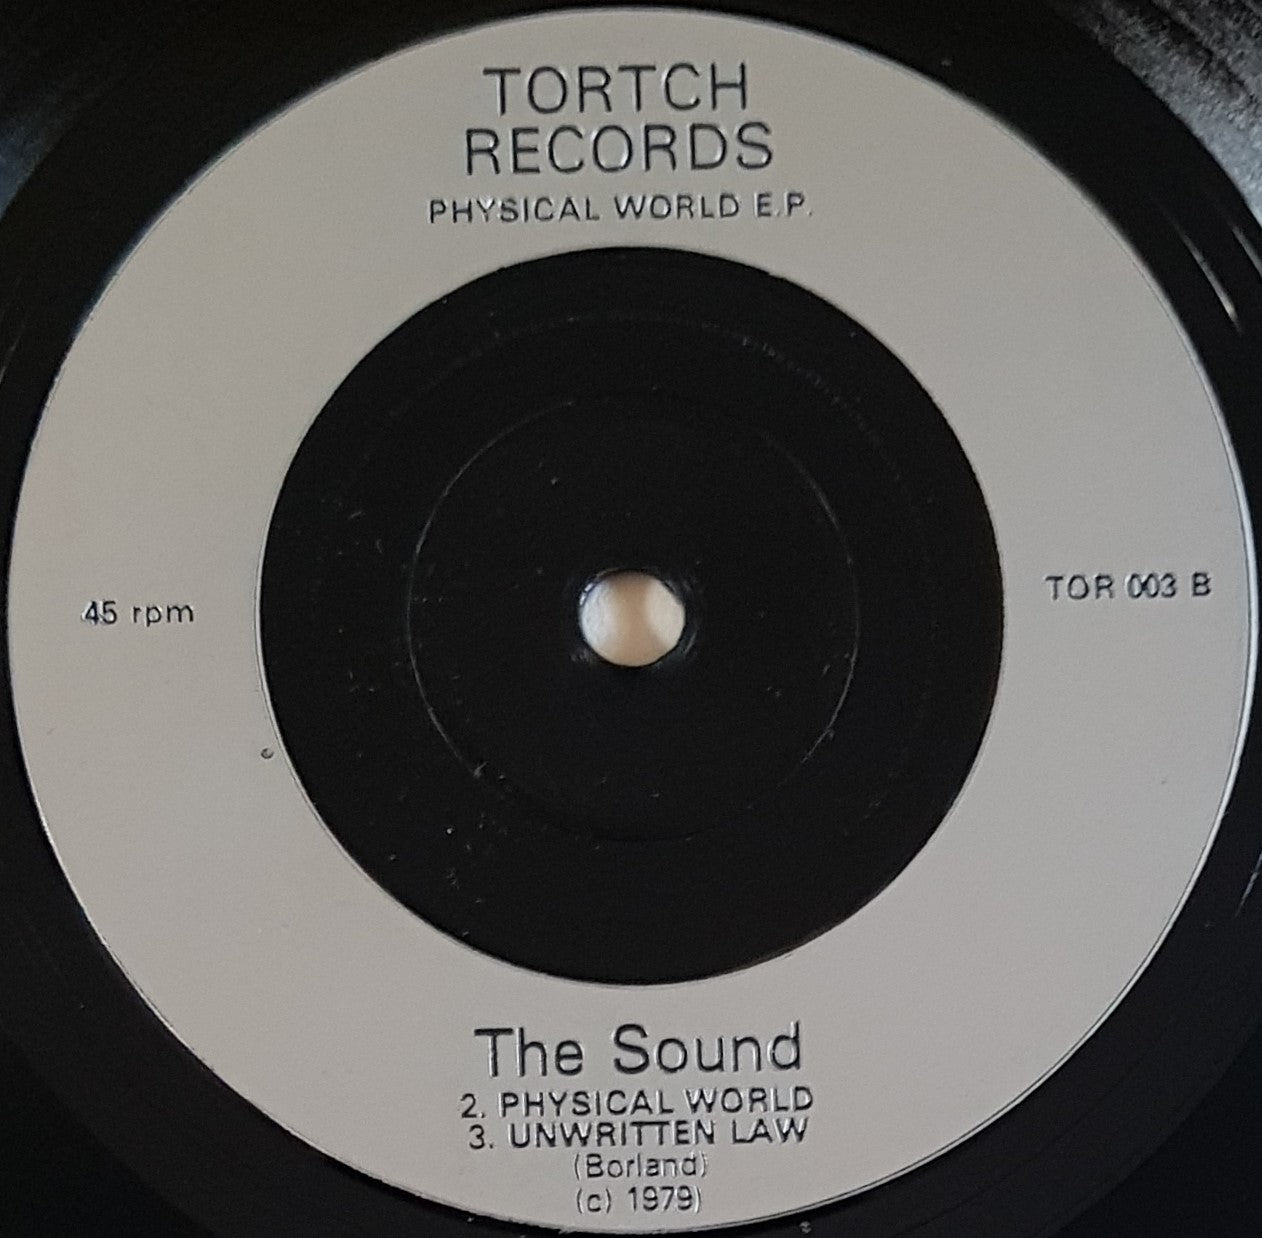 TORTCH
RECORDS
PHYSICAL WORLD E.P.
45 rpm
TOR 003 B
The Sound
2. PHYSICAL WORLD
3. UNWRITTEN LAW
(Borland)
(c) 1979)